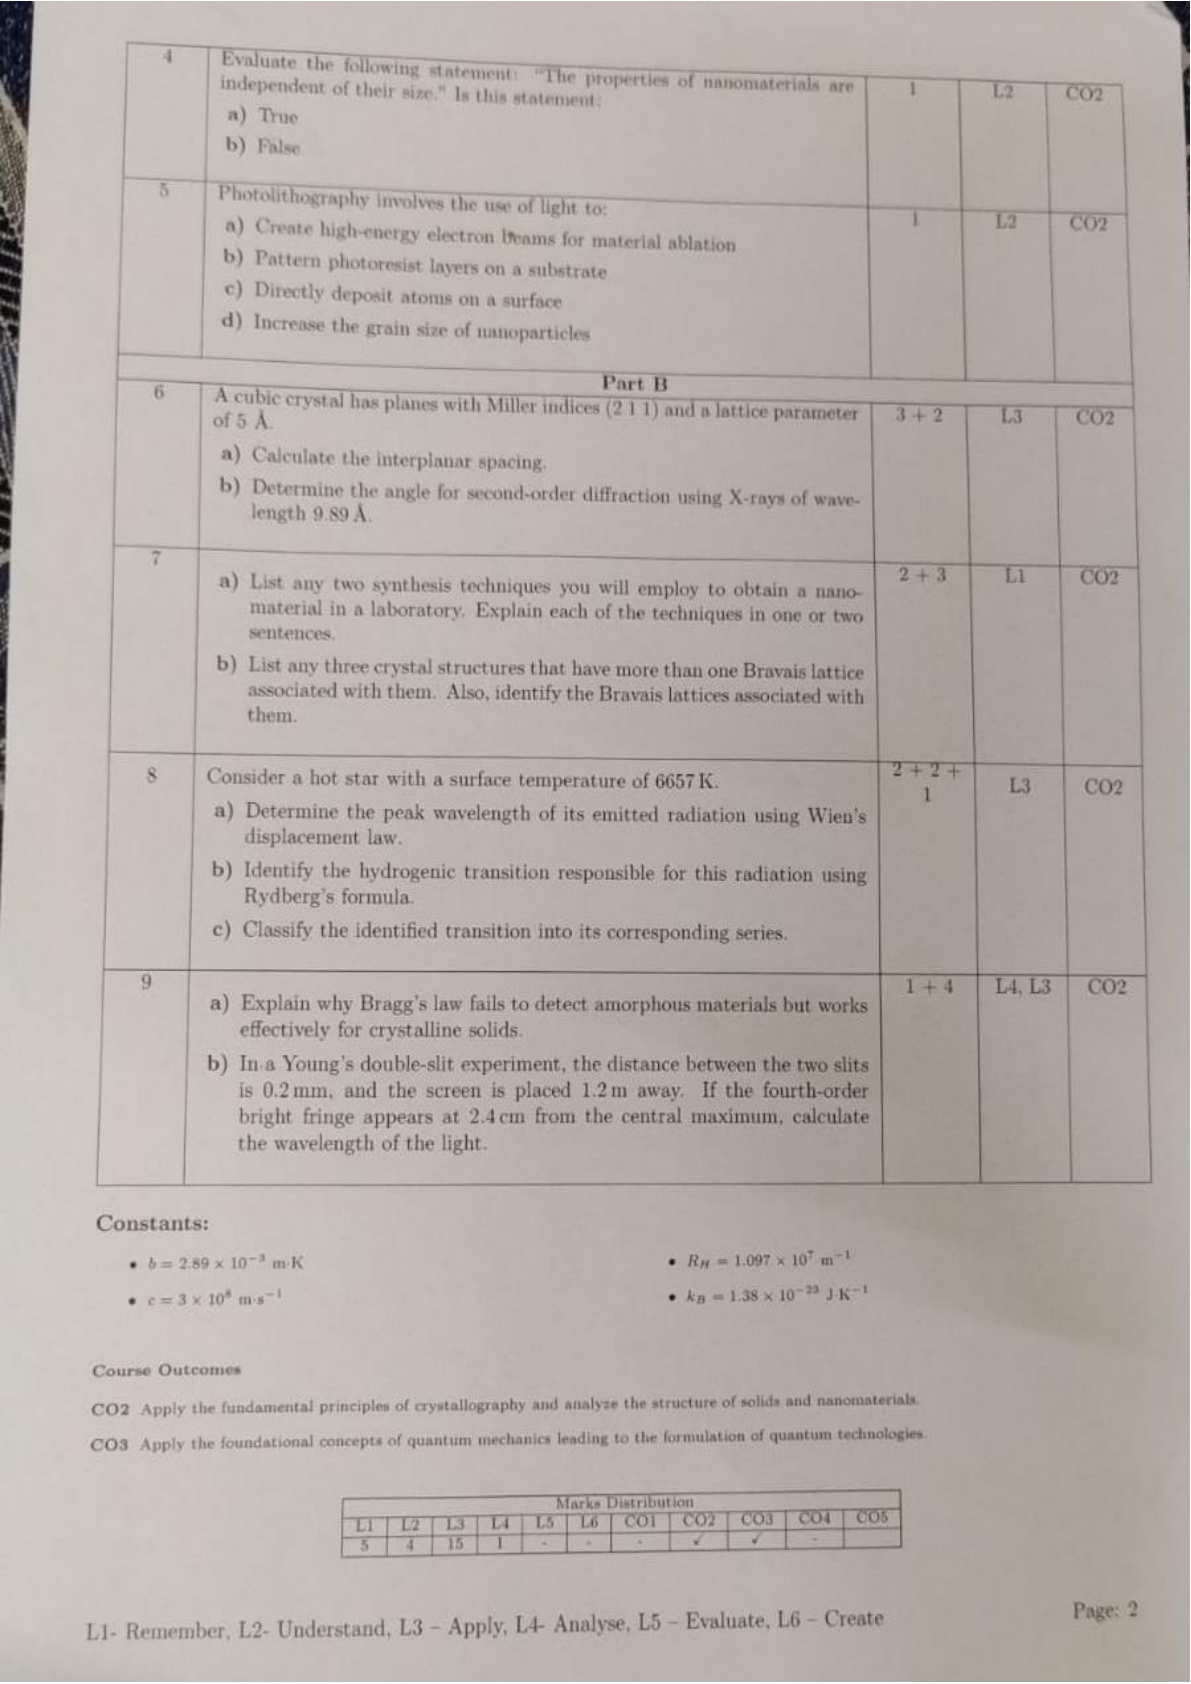 4 Evaluate the following statement: "The properties of nanomaterials are 1 L2 CO2
independent of their size." Is this statement:
a) True
b) False
5 Photolithography involves the use of light to: 1 L2 CO2
a) Create high-energy electron beams for material ablation
b) Pattern photoresist layers on a substrate
c) Directly deposit atoms on a surface
d) Increase the grain size of nanoparticles
Part B
6 A cubic crystal has planes with Miller indices (2 1 1) and a lattice parameter 3 + 2 L3 CO2
of 5 Å.
a) Calculate the interplanar spacing.
b) Determine the angle for second-order diffraction using X-rays of wave-
length 9.89 Å.
7 2 + 3 L1 CO2
a) List any two synthesis techniques you will employ to obtain a nano-
material in a laboratory. Explain each of the techniques in one or two
sentences.
b) List any three crystal structures that have more than one Bravais lattice
associated with them. Also, identify the Bravais lattices associated with
them.
8 Consider a hot star with a surface temperature of 6657 K. 2 + 2 + 1 L3 CO2
a) Determine the peak wavelength of its emitted radiation using Wien's
displacement law.
b) Identify the hydrogenic transition responsible for this radiation using
Rydberg's formula.
c) Classify the identified transition into its corresponding series.
9 1 + 4 L4, L3 CO2
a) Explain why Bragg's law fails to detect amorphous materials but works
effectively for crystalline solids.
b) In a Young's double-slit experiment, the distance between the two slits
is 0.2 mm, and the screen is placed 1.2 m away. If the fourth-order
bright fringe appears at 2.4 cm from the central maximum, calculate
the wavelength of the light.
Constants:
• b = 2.89 × 10⁻³ m·K • R_H = 1.097 × 10⁷ m⁻¹
• c = 3 × 10⁸ m·s⁻¹ • k_B = 1.38 × 10⁻²³ J·K⁻¹
Course Outcomes
CO2 Apply the fundamental principles of crystallography and analyze the structure of solids and nanomaterials.
CO3 Apply the foundational concepts of quantum mechanics leading to the formulation of quantum technologies.
Marks Distribution
L1 L2 L3 L4 L5 L6 CO1 CO2 CO3 CO4 CO5
5 4 15 1 - - - ✓ ✓ -
L1- Remember, L2- Understand, L3 – Apply, L4- Analyse, L5 – Evaluate, L6 – Create
Page: 2